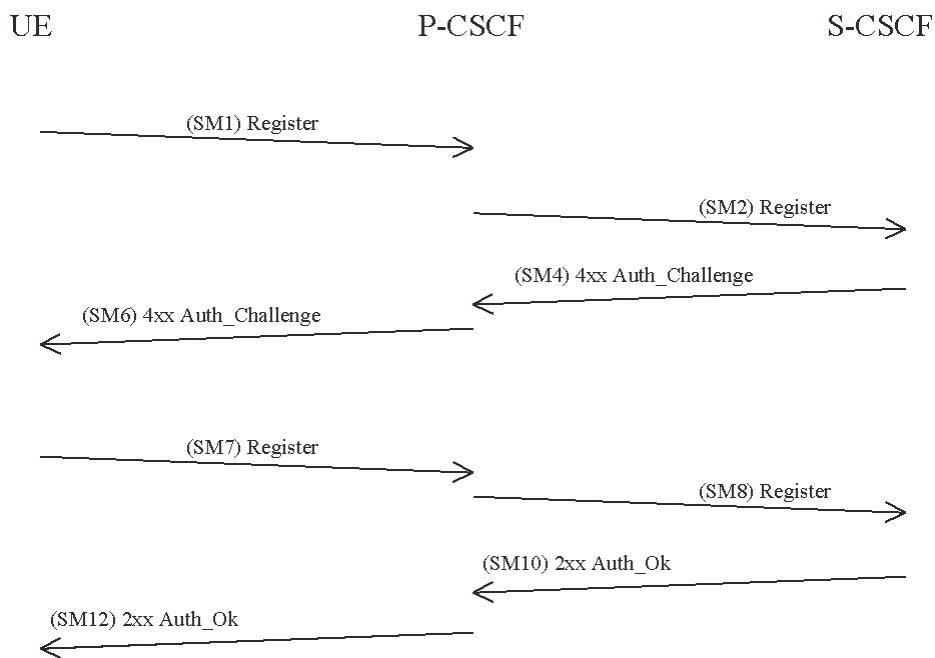 UE P-CSCF S-CSCF
(SM1) Register
(SM2) Register
(SM4) 4xx Auth_Challenge
(SM6) 4xx Auth_Challenge
(SM7) Register
(SM8) Register
(SM10) 2xx Auth_Ok
(SM12) 2xx Auth_Ok